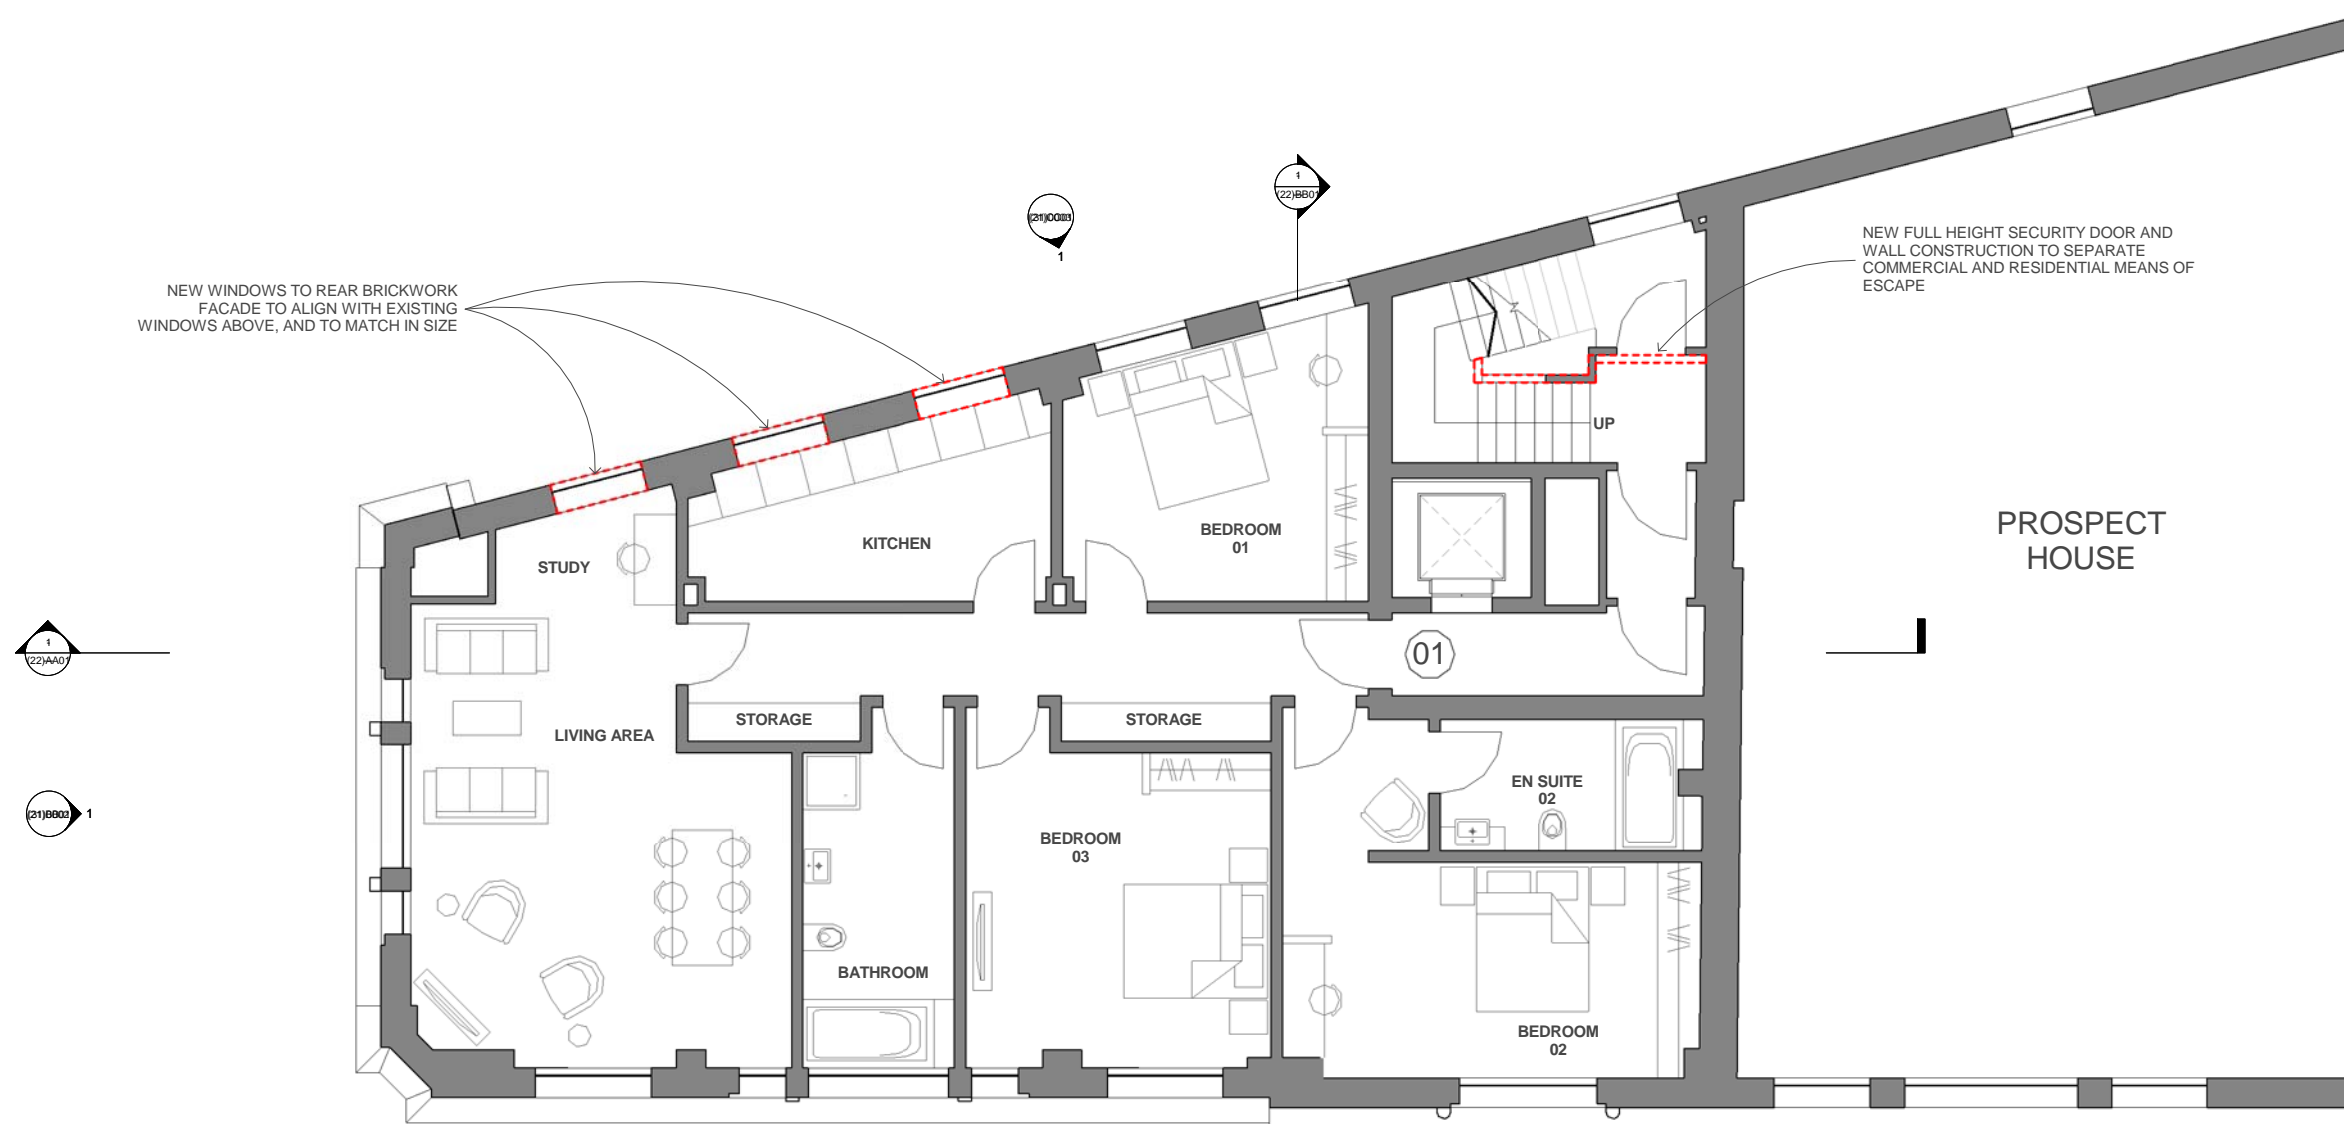 NEW WINDOWS TO REAR BRICKWORK
FACADE TO ALIGN WITH EXISTING
WINDOWS ABOVE, AND TO MATCH IN SIZE
1
1
(22)BB01
NEW FULL HEIGHT SECURITY DOOR AND
WALL CONSTRUCTION TO SEPARATE
COMMERCIAL AND RESIDENTIAL MEANS OF
ESCAPE
UP
BEDROOM
01
KITCHEN
STUDY
PROSPECT
HOUSE
1
(22)AA01
01
STORAGE
STORAGE
LIVING AREA
EN SUITE
02
1
BEDROOM
03
BATHROOM
BEDROOM
02